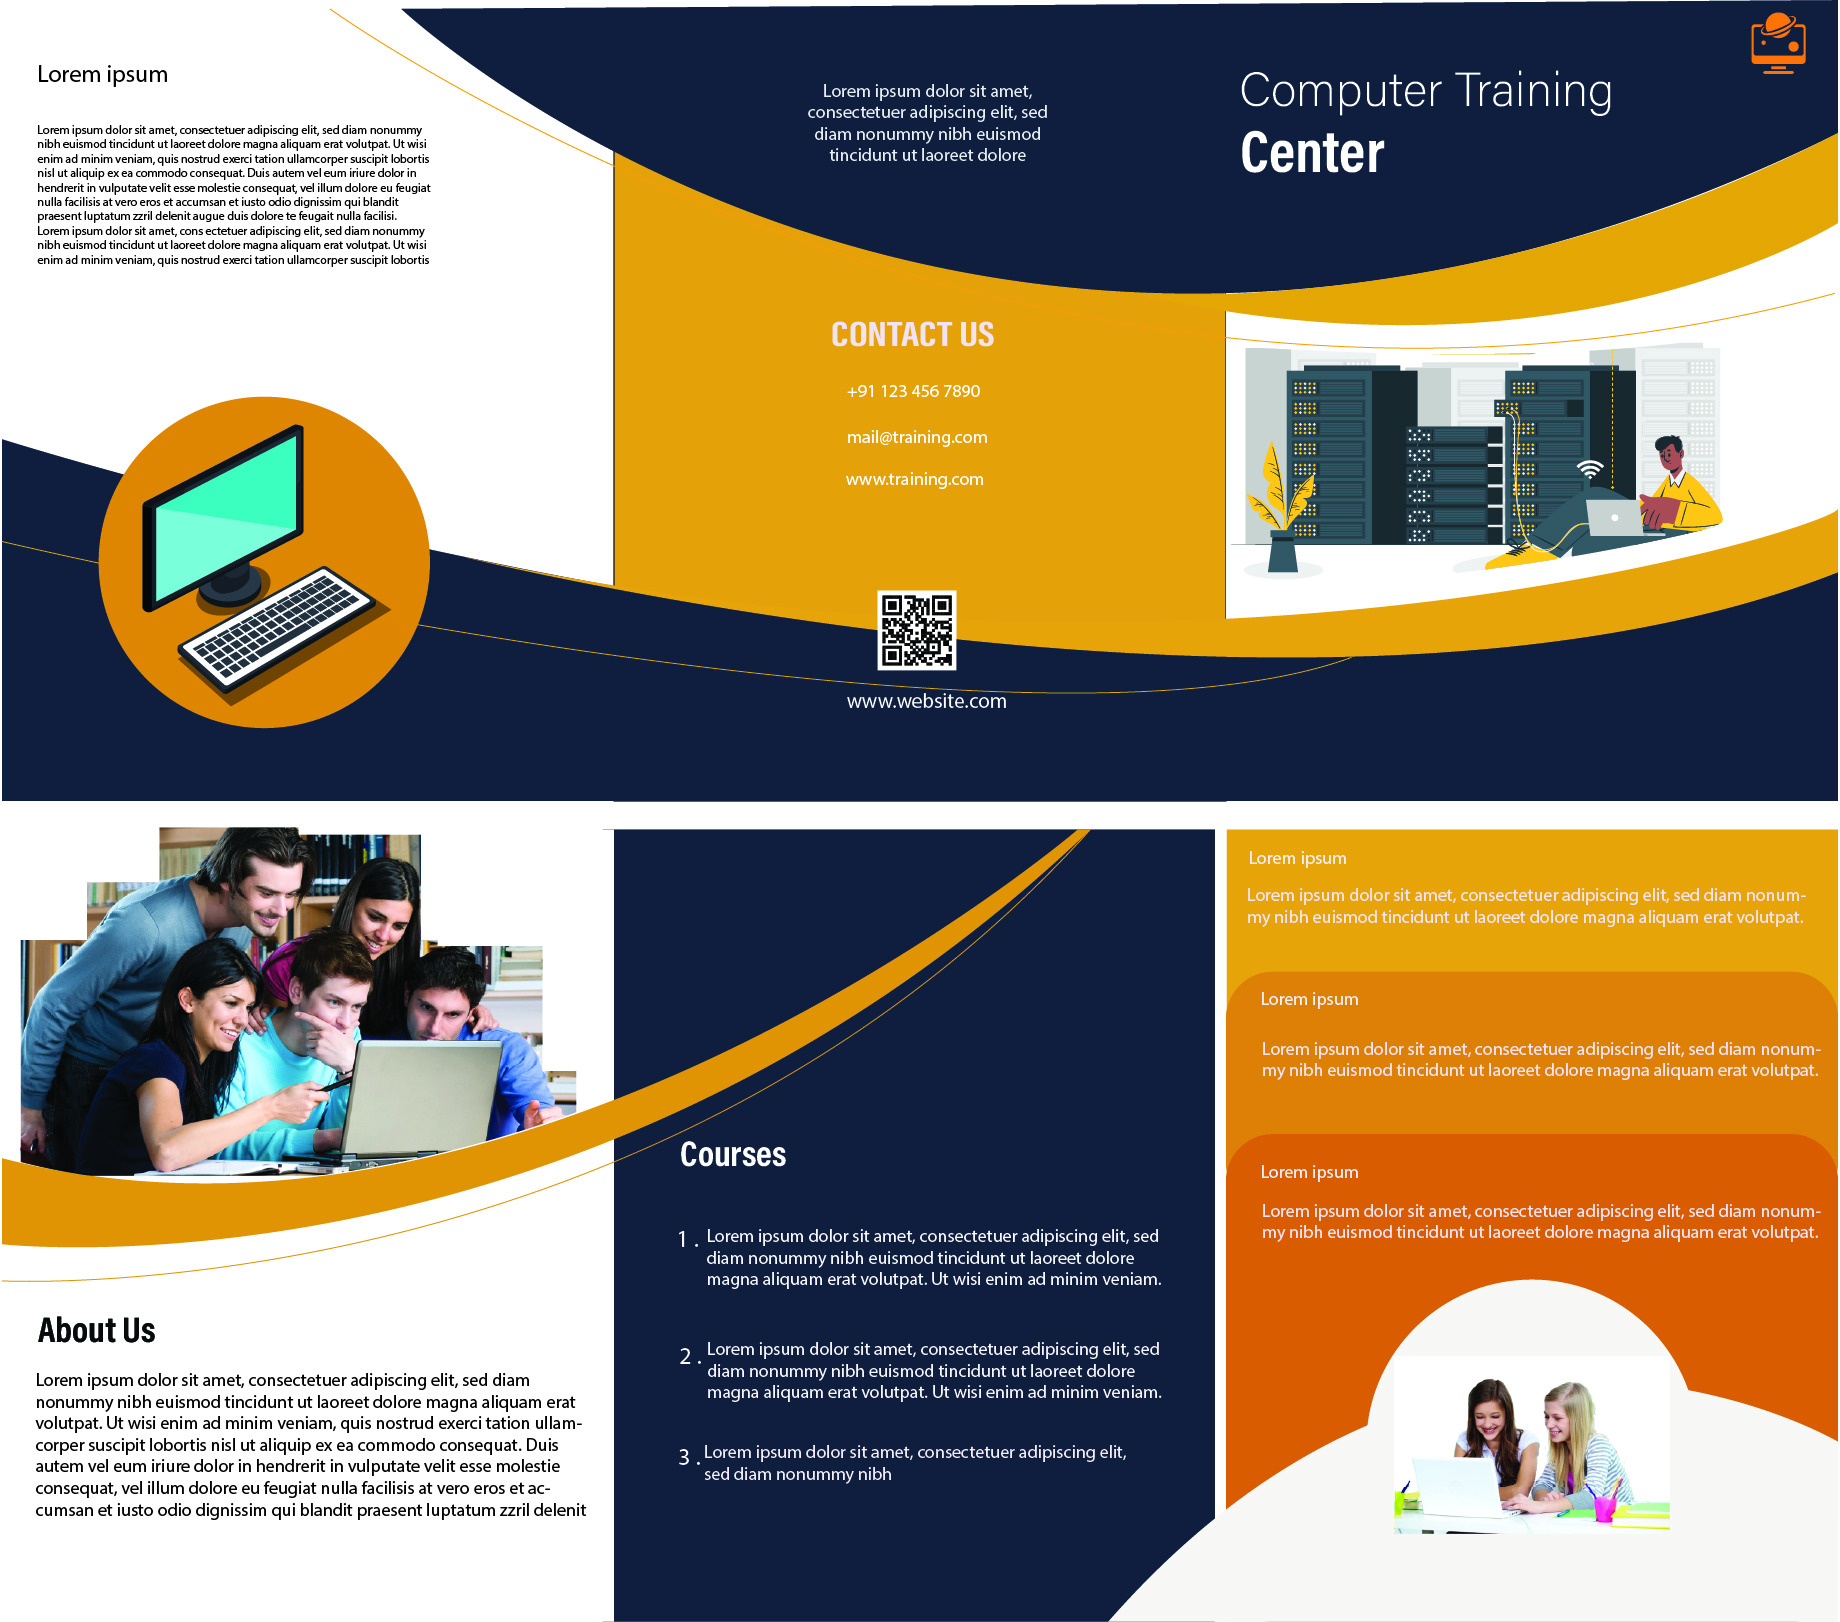 Lorem ipsum
Lorem ipsum dolor sit amet, consectetuer adipiscing elit, sed diam nonummy
nibh euismod tincidunt ut laoreet dolore magna aliquam erat volutpat. Ut wisi
enim ad minim veniam, quis nostrud exerci tation ullamcorper suscipit lobortis
nisl ut aliquip ex ea commodo consequat. Duis autem vel eum iriure dolor in
hendrerit in vulputate velit esse molestie consequat, vel illum dolore eu feugiat
nulla facilisis at vero eros et accumsan et iusto odio dignissim qui blandit
praesent luptatum zzril delenit augue duis dolore te feugait nulla facilisi.
Lorem ipsum dolor sit amet, cons ectetuer adipiscing elit, sed diam nonummy
nibh euismod tincidunt ut laoreet dolore magna aliquam erat volutpat. Ut wisi
enim ad minim veniam, quis nostrud exerci tation ullamcorper suscipit lobortis
Lorem ipsum dolor sit amet,
consectetuer adipiscing elit, sed
diam nonummy nibh euismod
tincidunt ut laoreet dolore
CONTACT US
+91 123 456 7890
mail@training.com
www.training.com
www.website.com
Computer Training
Center
About Us
Lorem ipsum dolor sit amet, consectetuer adipiscing elit, sed diam
nonummy nibh euismod tincidunt ut laoreet dolore magna aliquam erat
volutpat. Ut wisi enim ad minim veniam, quis nostrud exerci tation ullam-
corper suscipit lobortis nisl ut aliquip ex ea commodo consequat. Duis
autem vel eum iriure dolor in hendrerit in vulputate velit esse molestie
consequat, vel illum dolore eu feugiat nulla facilisis at vero eros et ac-
cumsan et iusto odio dignissim qui blandit praesent luptatum zzril delenit
Courses
1 . Lorem ipsum dolor sit amet, consectetuer adipiscing elit, sed
diam nonummy nibh euismod tincidunt ut laoreet dolore
magna aliquam erat volutpat. Ut wisi enim ad minim veniam.
2 . Lorem ipsum dolor sit amet, consectetuer adipiscing elit, sed
diam nonummy nibh euismod tincidunt ut laoreet dolore
magna aliquam erat volutpat. Ut wisi enim ad minim veniam.
3 . Lorem ipsum dolor sit amet, consectetuer adipiscing elit,
sed diam nonummy nibh
Lorem ipsum
Lorem ipsum dolor sit amet, consectetuer adipiscing elit, sed diam nonum-
my nibh euismod tincidunt ut laoreet dolore magna aliquam erat volutpat.
Lorem ipsum
Lorem ipsum dolor sit amet, consectetuer adipiscing elit, sed diam nonum-
my nibh euismod tincidunt ut laoreet dolore magna aliquam erat volutpat.
Lorem ipsum
Lorem ipsum dolor sit amet, consectetuer adipiscing elit, sed diam nonum-
my nibh euismod tincidunt ut laoreet dolore magna aliquam erat volutpat.